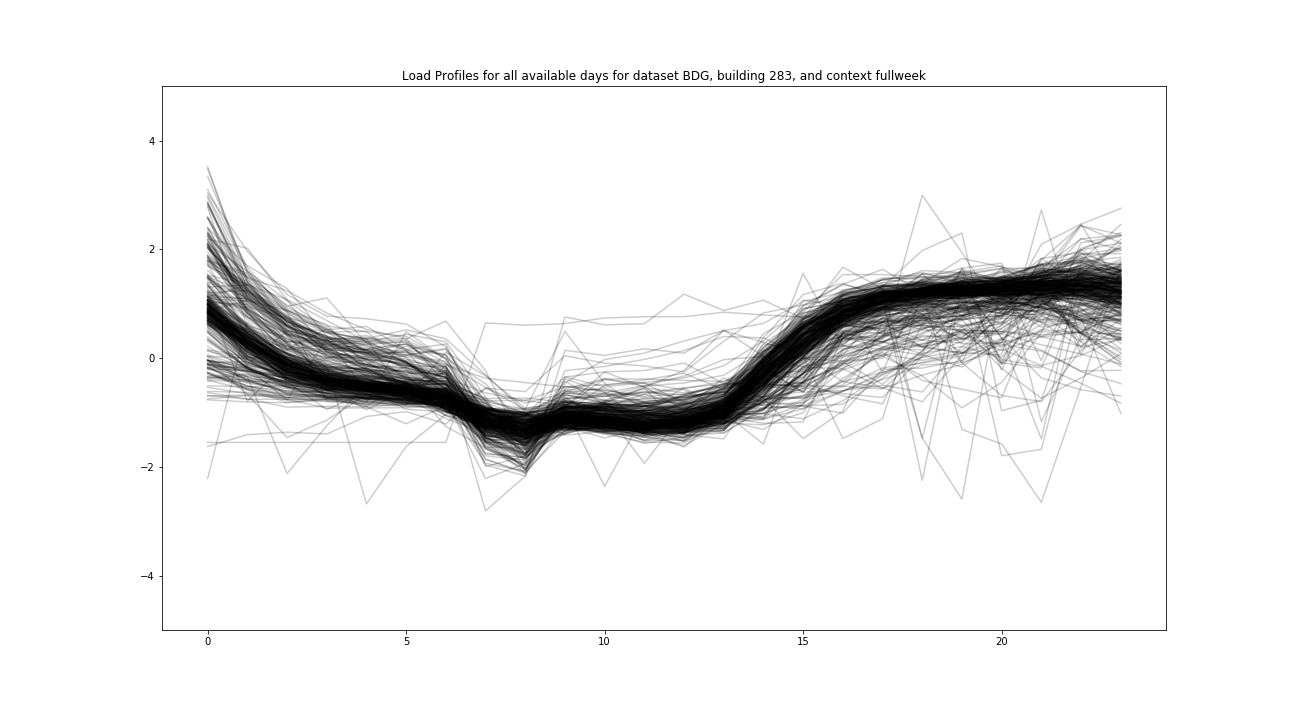 Load Profiles for all available days for dataset BDG, building 283, and context fullweek
4
2
0
−2
−4
0 5 10 15 20